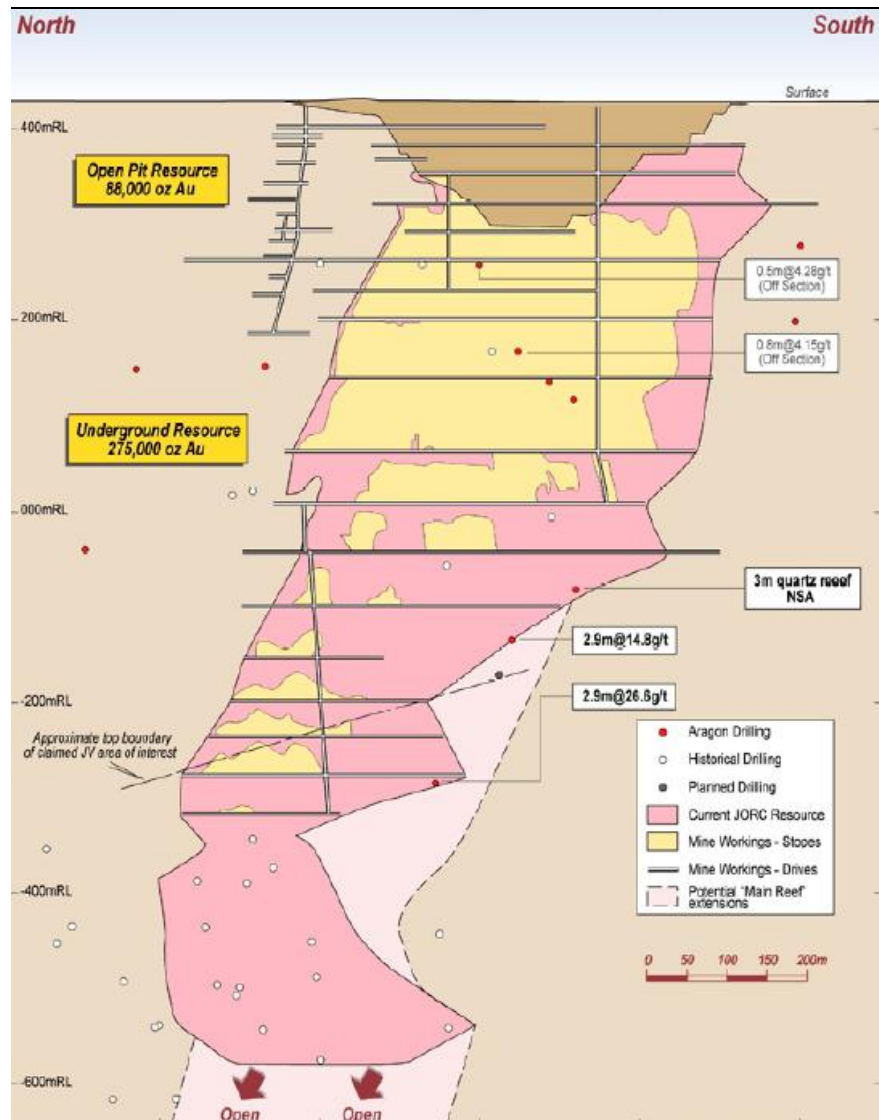 North
South
Surface
400mRL
Open Pit Resource
88,000 oz Au
0.5m@4.28g/t
(Off Section)
200mRL
0.8m@4.15g/t
(Off Section)
Underground Resource
275,000 oz Au
000mRL
3m quartz reeef
NSA
2.9m@14.8g/t
-200mRL
2.9m@26.6g/t
Approximate top boundary
of claimed JV area of interest
Aragon Drilling
Historical Drilling
Planned Drilling
Current JORC Resource
Mine Workings - Stopes
Mine Workings - Drives
Potential "Main Reef"
extensions
-400mRL
0 50 100 150 200m
-600mRL
Open
Open